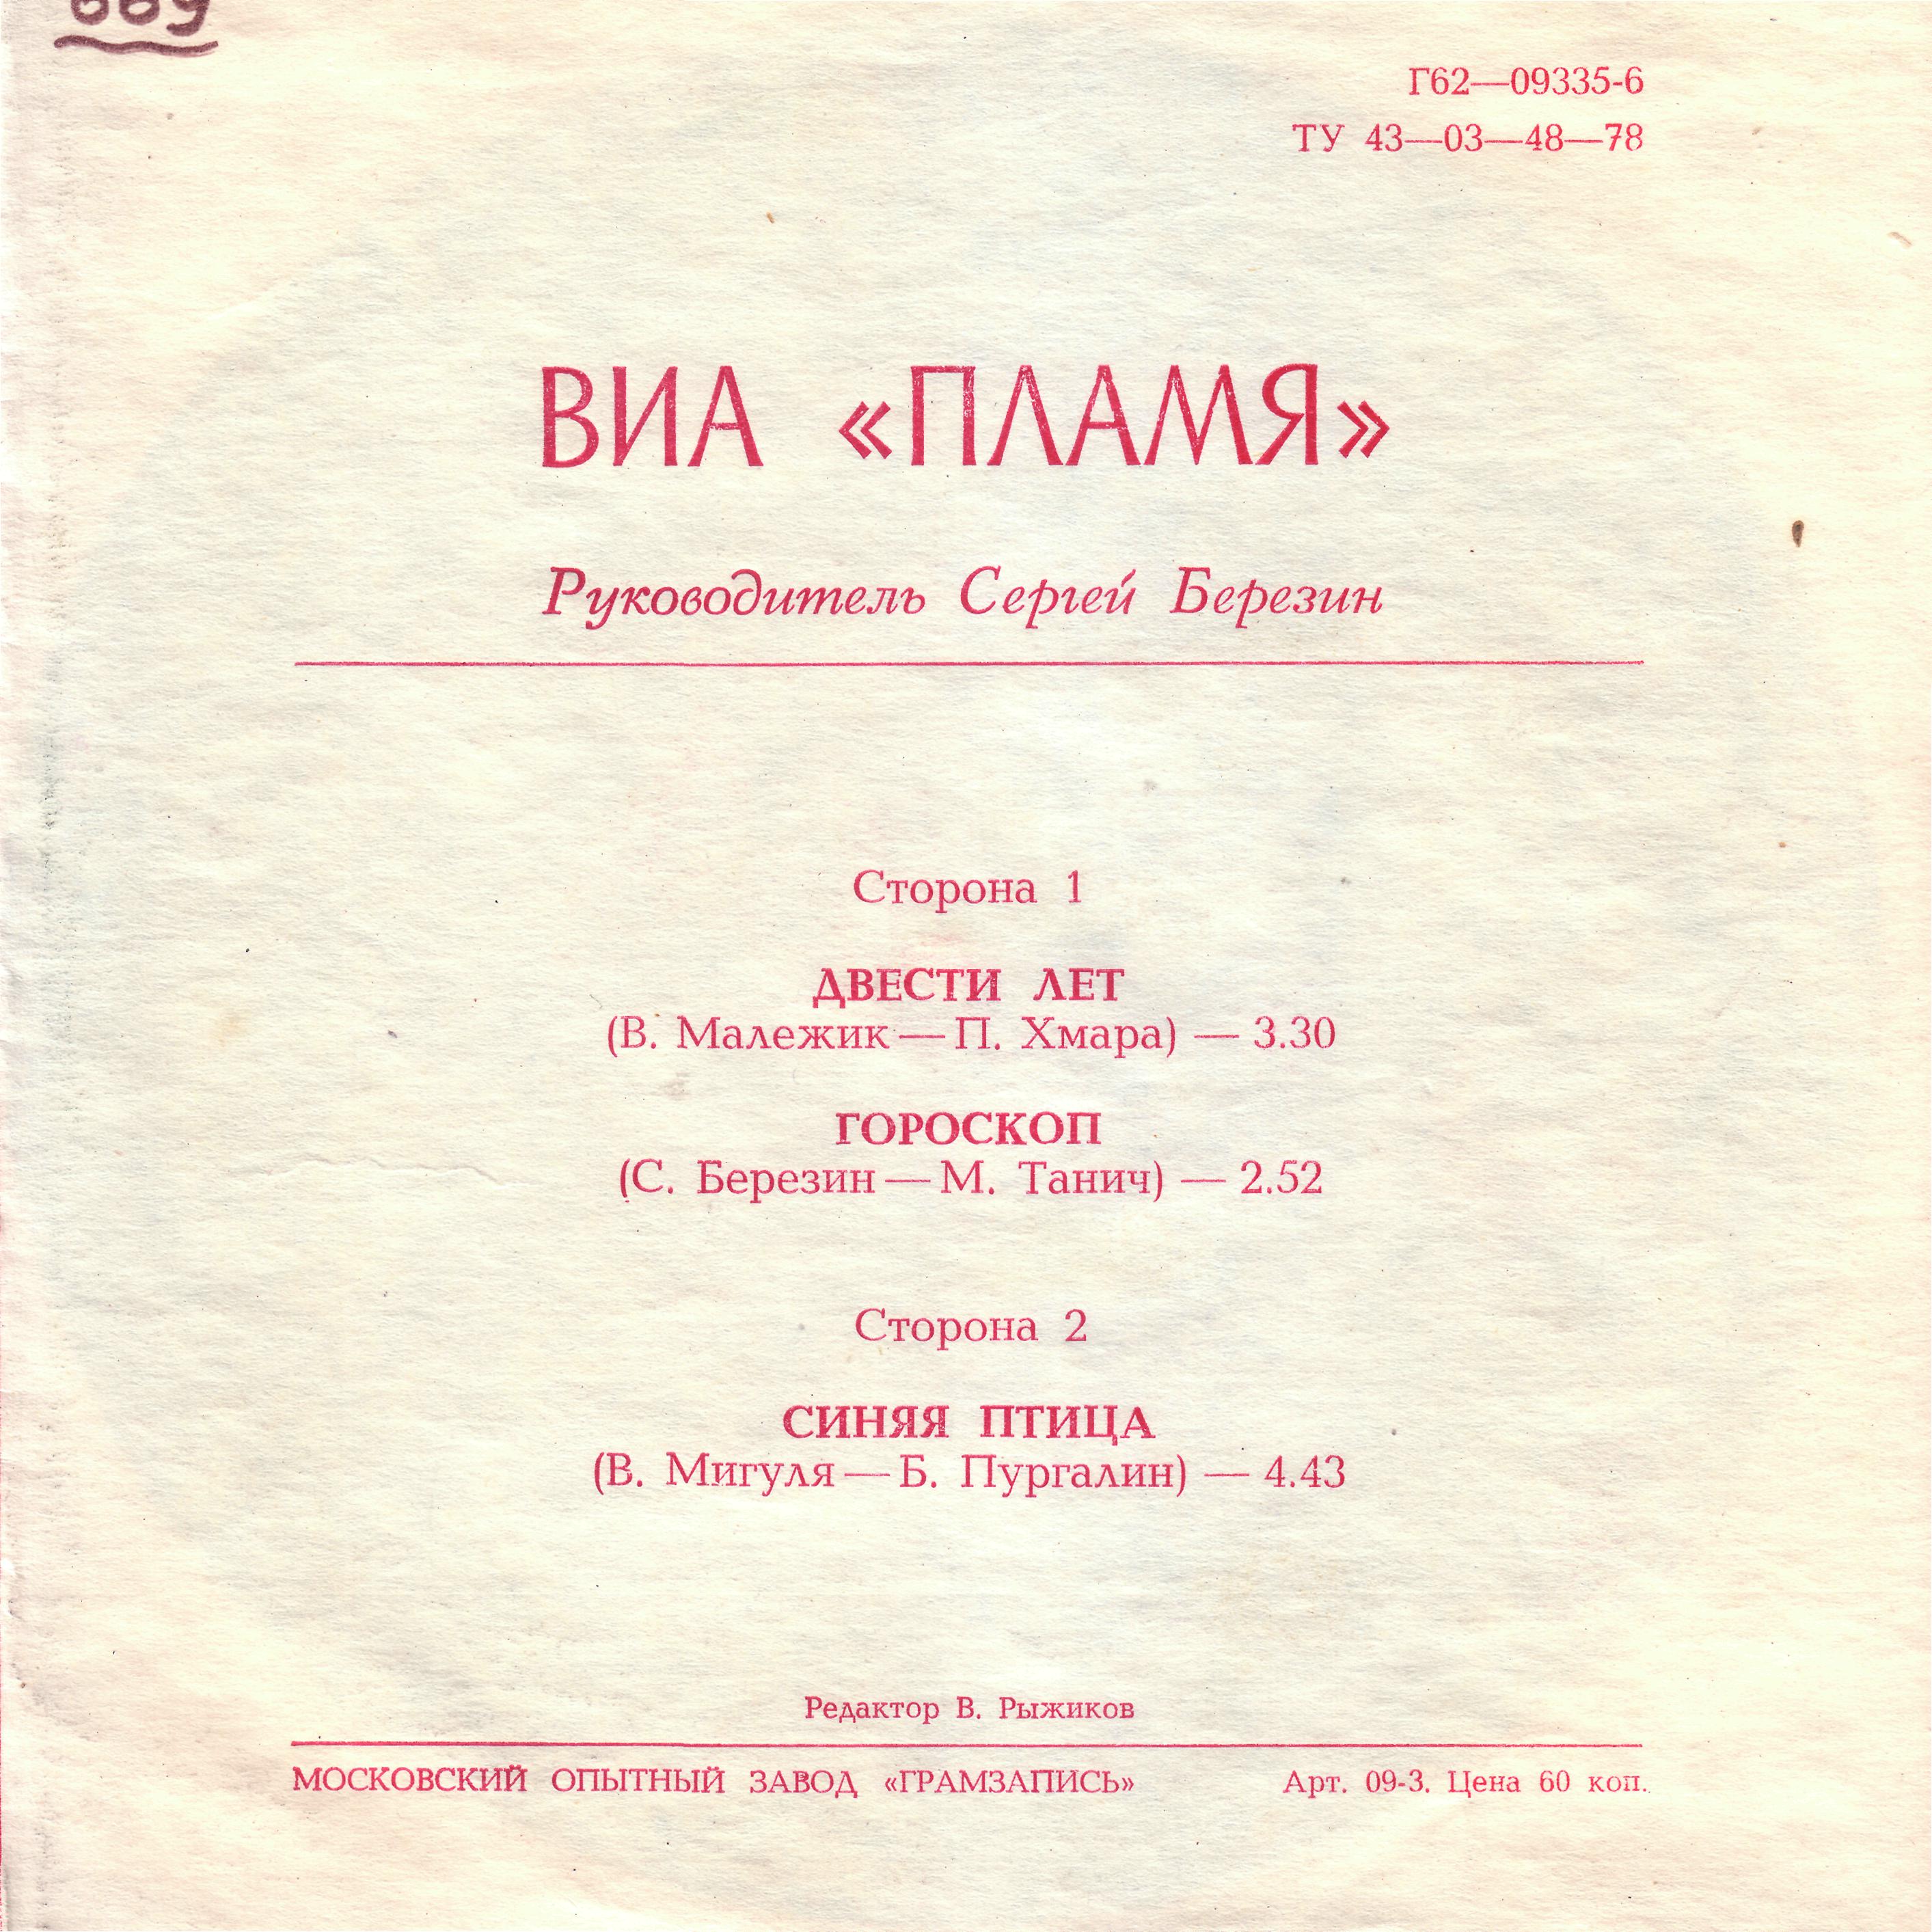 Г62—09335-6
ТУ 43—03—48—78
ВИА «ПЛАМЯ»
Руководитель Сергей Березин
Сторона 1
ДВЕСТИ ЛЕТ
(В. Малежик — П. Хмара) — 3.30
ГОРОСКОП
(С. Березин — М. Танич) — 2.52
Сторона 2
СИНЯЯ ПТИЦА
(В. Мигуля — Б. Пургалин) — 4.43
Редактор В. Рыжиков
МОСКОВСКИЙ ОПЫТНЫЙ ЗАВОД «ГРАМЗАПИСЬ» Арт. 09-3. Цена 60 коп.